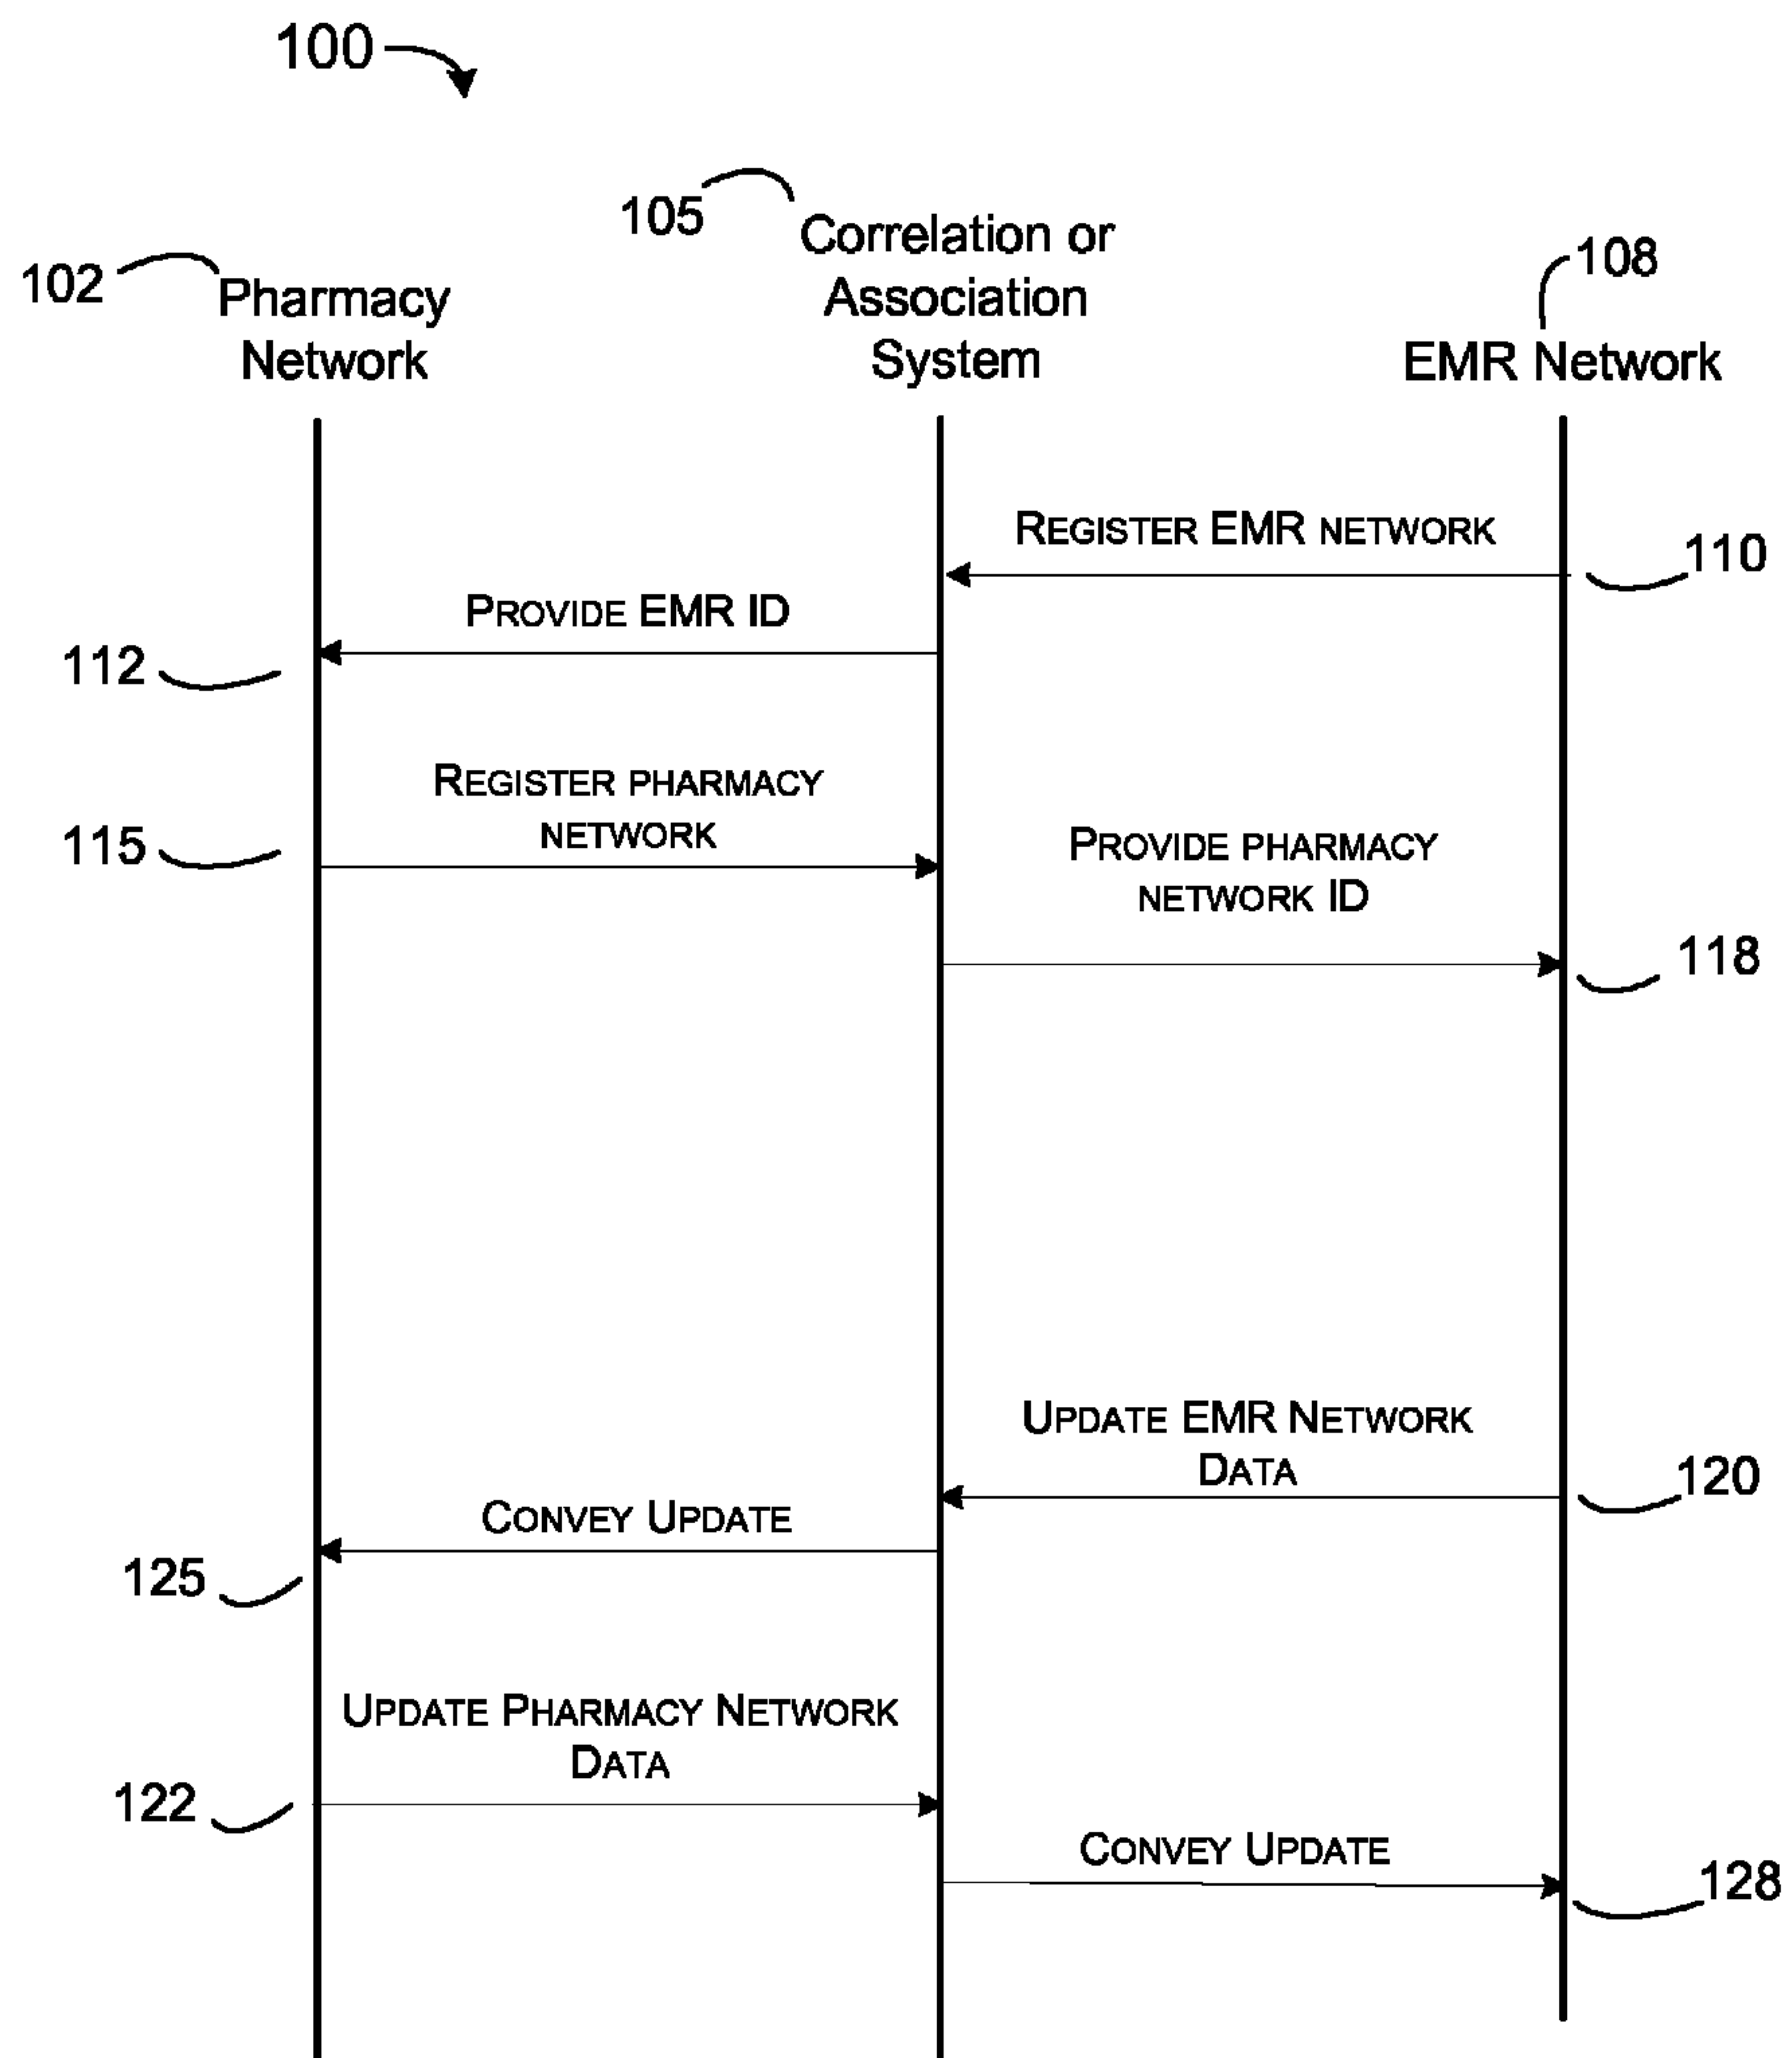 100
105
Correlation or
Association
System
102
Pharmacy
Network
108
EMR Network
REGISTER EMR NETWORK
110
PROVIDE EMR ID
112
REGISTER PHARMACY
NETWORK
115
PROVIDE PHARMACY
NETWORK ID
118
UPDATE EMR NETWORK
DATA
120
CONVEY UPDATE
125
UPDATE PHARMACY NETWORK
DATA
122
CONVEY UPDATE
128